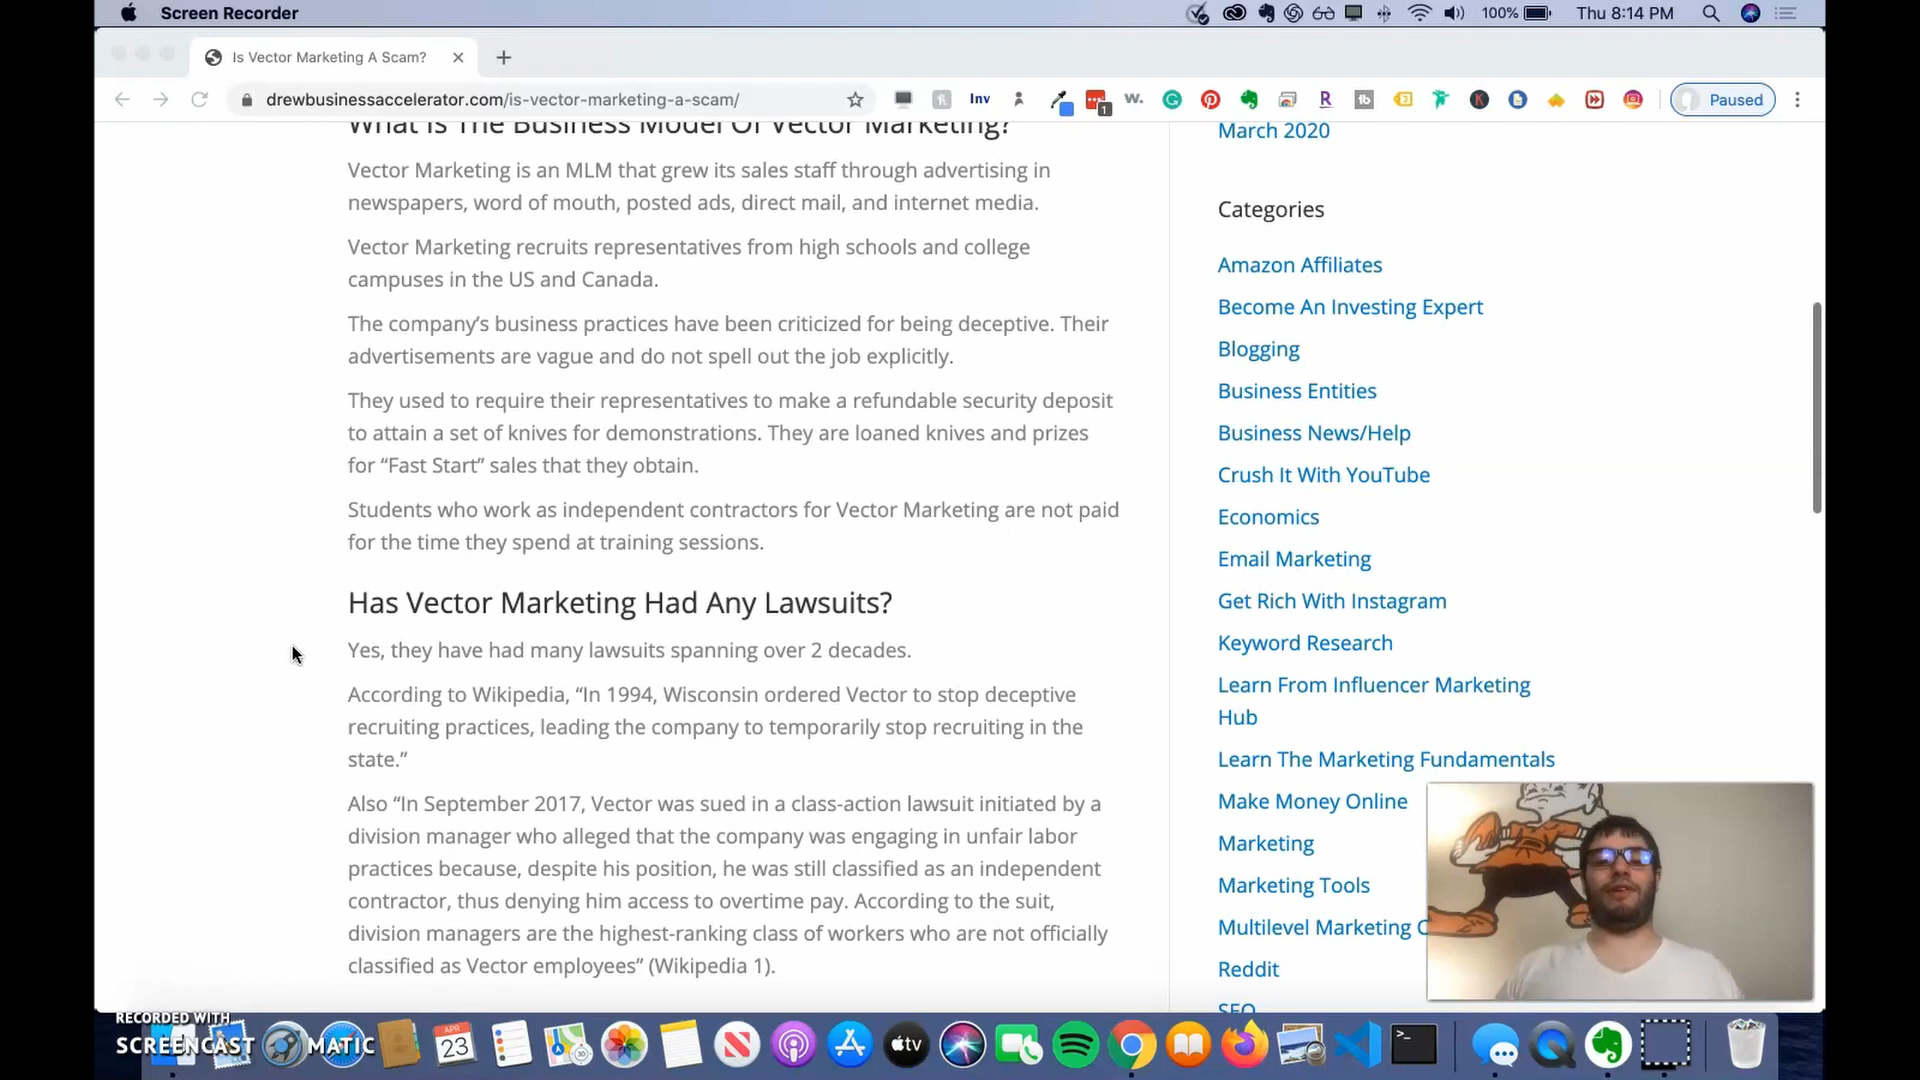 Screen Recorder
100%
Thu 8:14 PM
Is Vector Marketing A Scam?
drewbusinessaccelerator.com/is-vector-marketing-a-scam/
Inv
1
w.
R
tb
K
Paused
What Is The Business Model Of Vector Marketing?
Vector Marketing is an MLM that grew its sales staff through advertising in
newspapers, word of mouth, posted ads, direct mail, and internet media.
Vector Marketing recruits representatives from high schools and college
campuses in the US and Canada.
The company’s business practices have been criticized for being deceptive. Their
advertisements are vague and do not spell out the job explicitly.
They used to require their representatives to make a refundable security deposit
to attain a set of knives for demonstrations. They are loaned knives and prizes
for “Fast Start” sales that they obtain.
Students who work as independent contractors for Vector Marketing are not paid
for the time they spend at training sessions.
Has Vector Marketing Had Any Lawsuits?
Yes, they have had many lawsuits spanning over 2 decades.
According to Wikipedia, “In 1994, Wisconsin ordered Vector to stop deceptive
recruiting practices, leading the company to temporarily stop recruiting in the
state.”
Also “In September 2017, Vector was sued in a class-action lawsuit initiated by a
division manager who alleged that the company was engaging in unfair labor
practices because, despite his position, he was still classified as an independent
contractor, thus denying him access to overtime pay. According to the suit,
division managers are the highest-ranking class of workers who are not officially
classified as Vector employees” (Wikipedia 1).
March 2020
Categories
Amazon Affiliates
Become An Investing Expert
Blogging
Business Entities
Business News/Help
Crush It With YouTube
Economics
Email Marketing
Get Rich With Instagram
Keyword Research
Learn From Influencer Marketing
Hub
Learn The Marketing Fundamentals
Make Money Online
Marketing
Marketing Tools
Multilevel Marketing C
Reddit
SEO
RECORDED WITH
SCREENCAST MATIC
APR
23
tv